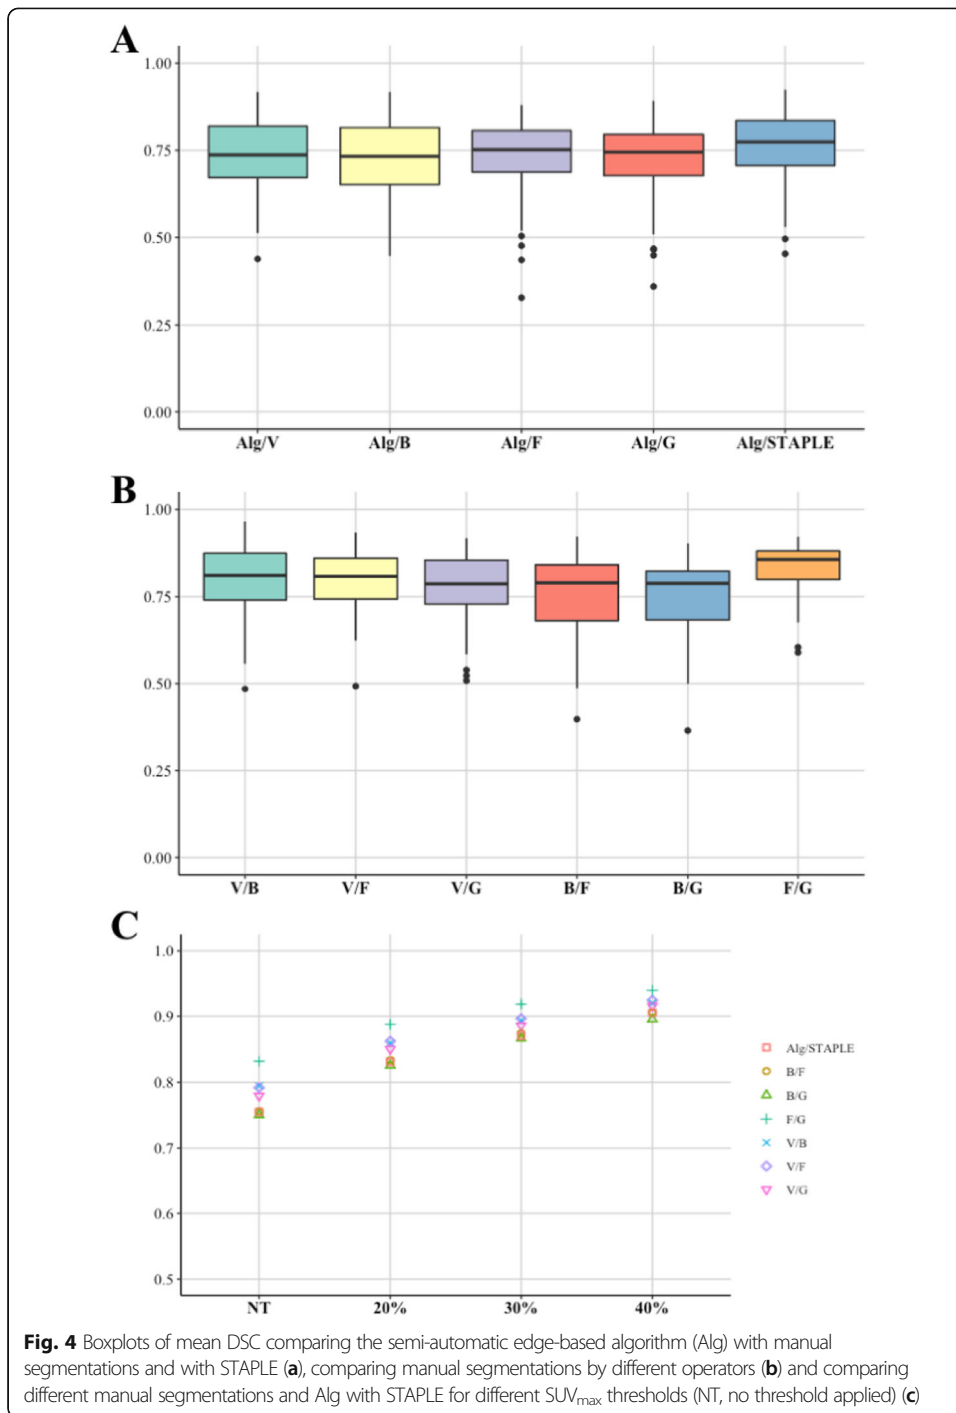 A
1.00
0.75
0.50
0.25
0.00
Alg/V Alg/B Alg/F Alg/G Alg/STAPLE
B
1.00
0.75
0.50
0.25
0.00
V/B V/F V/G B/F B/G F/G
C
1.0
0.9
0.8
0.7
0.6
0.5
NT 20% 30% 40%
Alg/STAPLE
B/F
B/G
F/G
V/B
V/F
V/G
Fig. 4 Boxplots of mean DSC comparing the semi-automatic edge-based algorithm (Alg) with manual
segmentations and with STAPLE (a), comparing manual segmentations by different operators (b) and comparing
different manual segmentations and Alg with STAPLE for different SUVmax thresholds (NT, no threshold applied) (c)